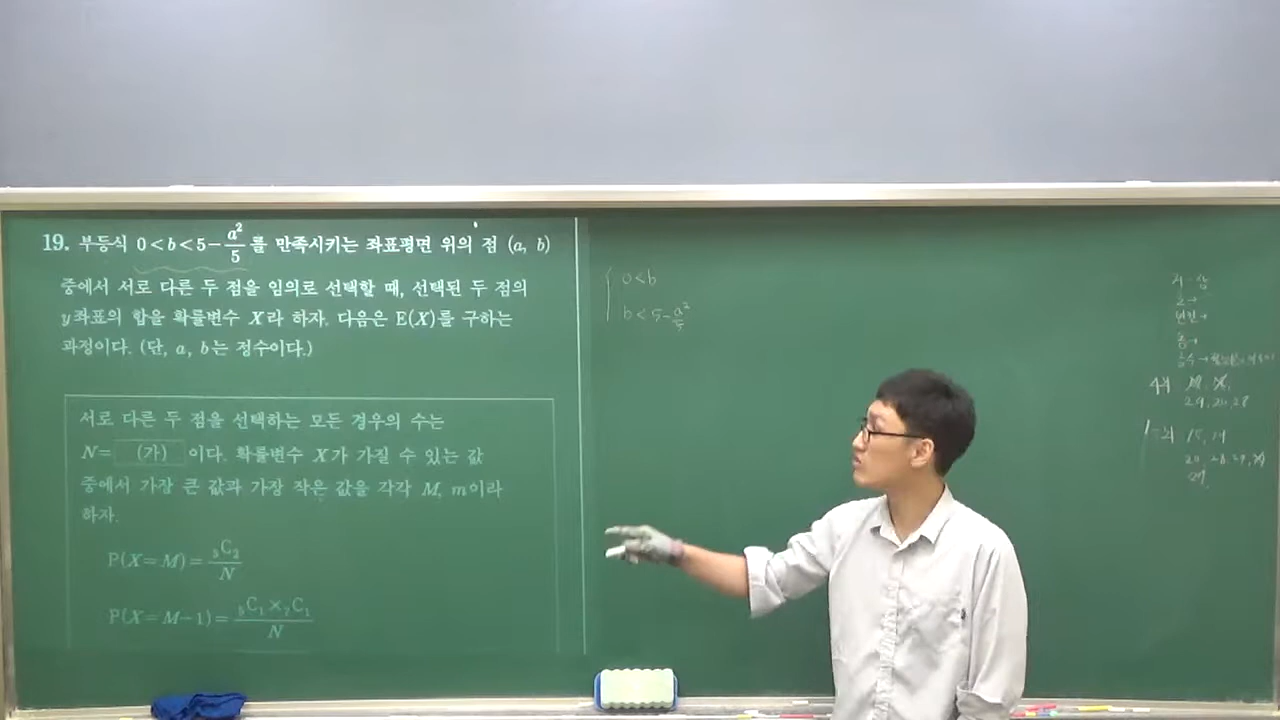 19. 부등식 0<b<5-a²/5 를 만족시키는 좌표평면 위의 점 (a, b)
중에서 서로 다른 두 점을 임의로 선택할 때, 선택된 두 점의
y좌표의 합을 확률변수 X라 하자. 다음은 E(X)를 구하는
과정이다. (단, a, b는 정수이다.)
서로 다른 두 점을 선택하는 모든 경우의 수는
N= (가) 이다. 확률변수 X가 가질 수 있는 값
중에서 가장 큰 값과 가장 작은 값을 각각 M, m이라
하자.
P(X=M)=₅C₂/N
P(X=M-1)=₅C₁×₇C₁/N
0<b
b<5-a²/5
29, 20, 28
15, 14